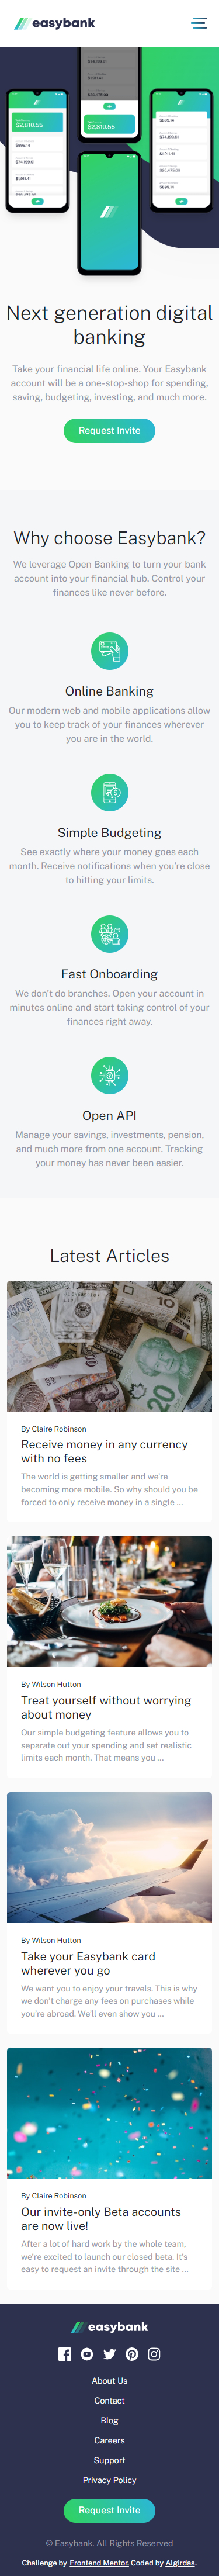 easybank
Next generation digital
banking
Take your financial life online. Your Easybank
account will be a one-stop-shop for spending,
saving, budgeting, investing, and much more.
Request Invite
Why choose Easybank?
We leverage Open Banking to turn your bank
account into your financial hub. Control your
finances like never before.
Online Banking
Our modern web and mobile applications allow
you to keep track of your finances wherever
you are in the world.
Simple Budgeting
See exactly where your money goes each
month. Receive notifications when you're close
to hitting your limits.
Fast Onboarding
We don't do branches. Open your account in
minutes online and start taking control of your
finances right away.
Open API
Manage your savings, investments, pension,
and much more from one account. Tracking
your money has never been easier.
Latest Articles
By Claire Robinson
Receive money in any currency
with no fees
The world is getting smaller and we're
becoming more mobile. So why should you be
forced to only receive money in a single ...
By Wilson Hutton
Treat yourself without worrying
about money
Our simple budgeting feature allows you to
separate out your spending and set realistic
limits each month. That means you ...
By Wilson Hutton
Take your Easybank card
wherever you go
We want you to enjoy your travels. This is why
we don't charge any fees on purchases while
you're abroad. We'll even show you ...
By Claire Robinson
Our invite-only Beta accounts
are now live!
After a lot of hard work by the whole team,
we're excited to launch our closed beta. It's
easy to request an invite through the site ...
easybank
About Us
Contact
Blog
Careers
Support
Privacy Policy
Request Invite
© Easybank. All Rights Reserved
Challenge by Frontend Mentor. Coded by Algirdas.